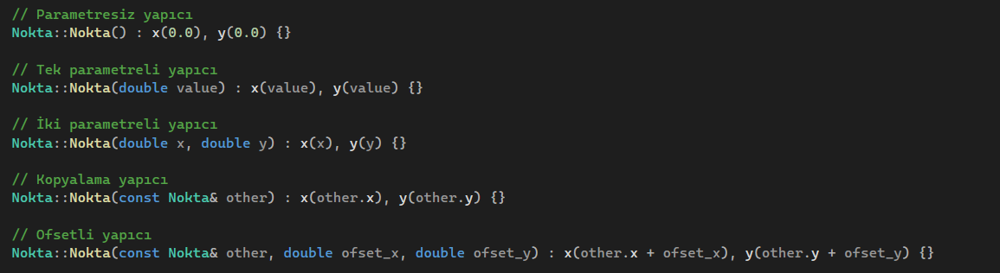 // Parametresiz yapıcı
Nokta::Nokta() : x(0.0), y(0.0) {}
// Tek parametreli yapıcı
Nokta::Nokta(double value) : x(value), y(value) {}
// İki parametreli yapıcı
Nokta::Nokta(double x, double y) : x(x), y(y) {}
// Kopyalama yapıcı
Nokta::Nokta(const Nokta& other) : x(other.x), y(other.y) {}
// Ofsetli yapıcı
Nokta::Nokta(const Nokta& other, double ofset_x, double ofset_y) : x(other.x + ofset_x), y(other.y + ofset_y) {}